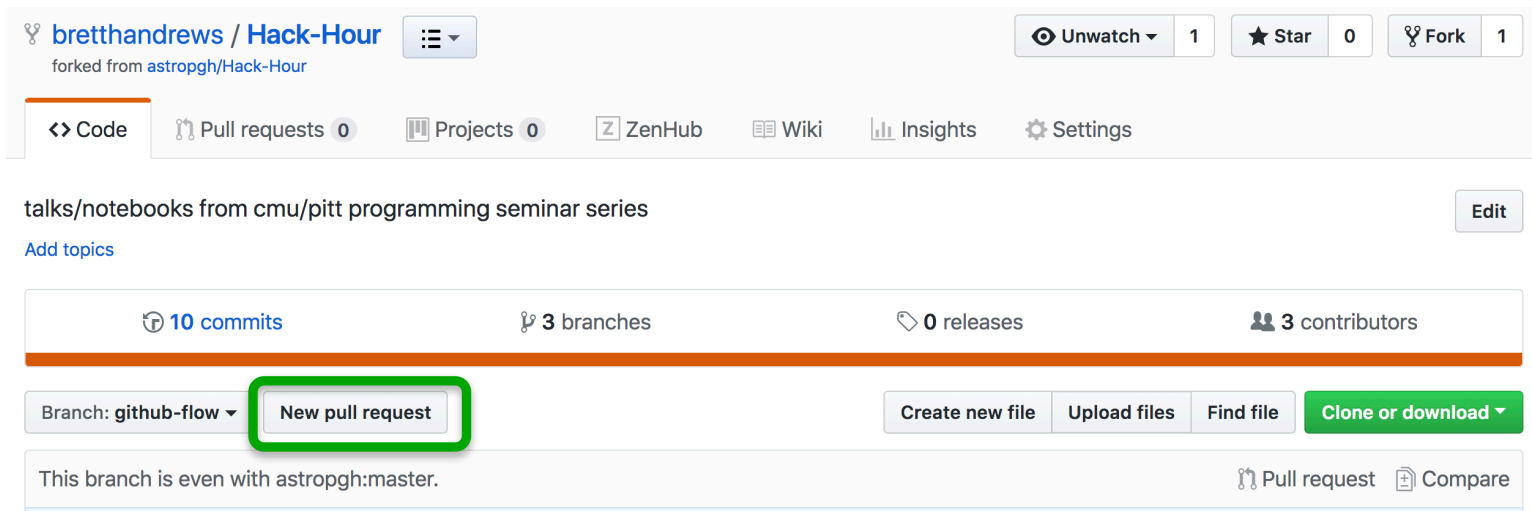 bretthandrews / Hack-Hour
Unwatch 1 Star 0 Fork 1
forked from astropgh/Hack-Hour
<> Code Pull requests 0 Projects 0 Z ZenHub Wiki Insights Settings
talks/notebooks from cmu/pitt programming seminar series
Edit
Add topics
10 commits 3 branches 0 releases 3 contributors
Branch: github-flow New pull request Create new file Upload files Find file Clone or download
This branch is even with astropgh:master. Pull request Compare